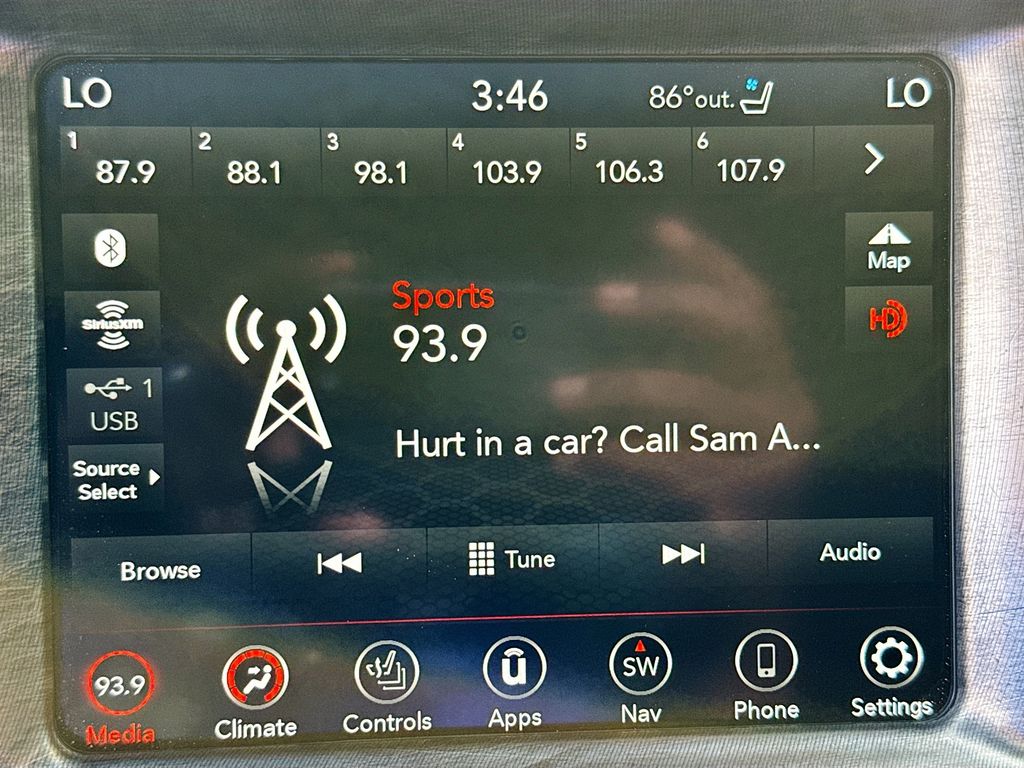 LO 3:46 86°out. LO
1 2 3 4 5 6
87.9 88.1 98.1 103.9 106.3 107.9
Map
SiriusXM
HD
Sports
93.9
1
USB
Hurt in a car? Call Sam A...
Source
Select
Browse Tune Audio
93.9 SW
Media Climate Controls Apps Nav Phone Settings